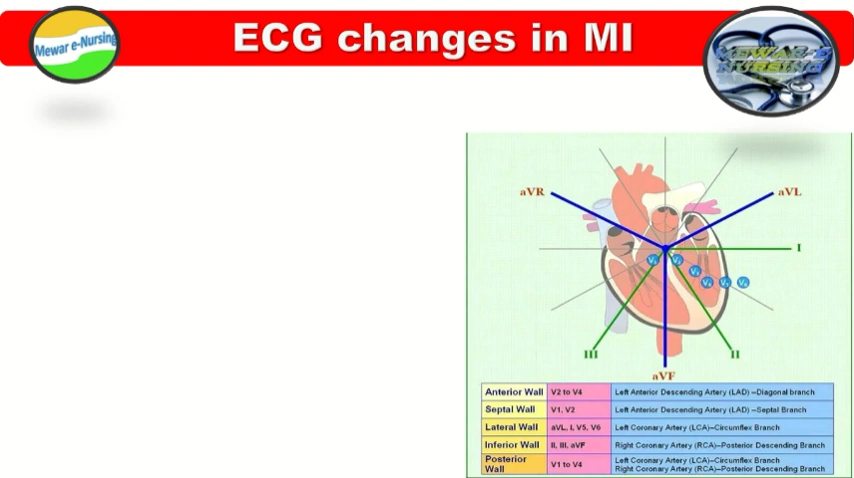 Mewar e-Nursing
ECG changes in MI
MEWAR E
NURSING
aVR
aVL
I
V1
V2
V3
V4
V5
V6
III
II
aVF
Anterior Wall V2 to V4 Left Anterior Descending Artery (LAD) –Diagonal branch
Septal Wall V1, V2 Left Anterior Descending Artery (LAD) –Septal Branch
Lateral Wall aVL, I, V5, V6 Left Coronary Artery (LCA)–Circumflex Branch
Inferior Wall II, III, aVF Right Coronary Artery (RCA)–Posterior Descending Branch
Posterior Wall V1 to V4 Left Coronary Artery (LCA)–Circumflex Branch
Right Coronary Artery (RCA)–Posterior Descending Branch